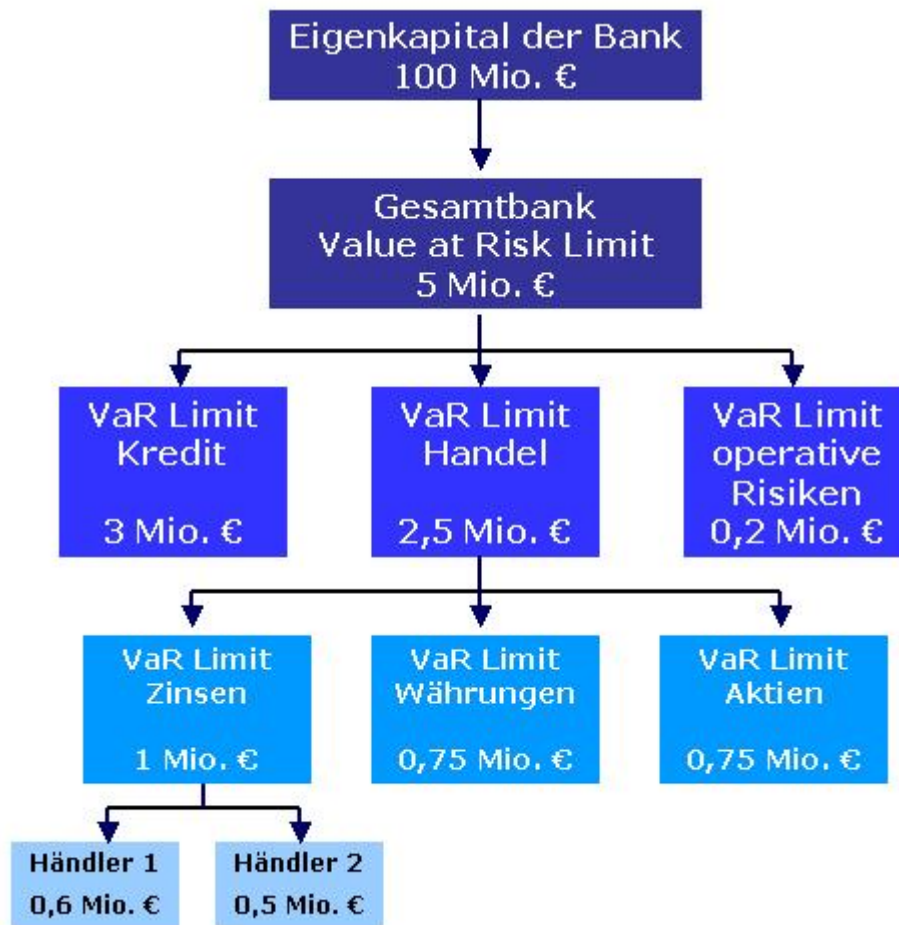 Eigenkapital der Bank
100 Mio. €
Gesamtbank
Value at Risk Limit
5 Mio. €
VaR Limit
Kredit
3 Mio. €
VaR Limit
Handel
2,5 Mio. €
VaR Limit
operative
Risiken
0,2 Mio. €
VaR Limit
Zinsen
1 Mio. €
VaR Limit
Währungen
0,75 Mio. €
VaR Limit
Aktien
0,75 Mio. €
Händler 1
0,6 Mio. €
Händler 2
0,5 Mio. €